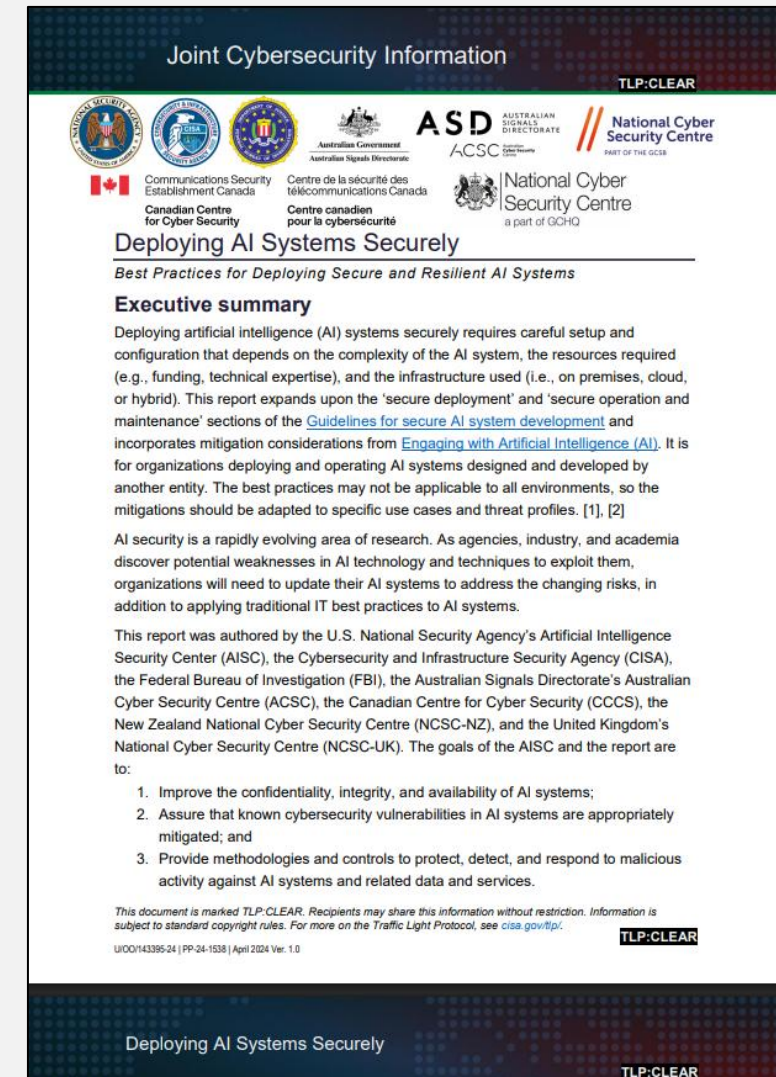 Joint Cybersecurity Information
TLP:CLEAR
Australian Government
Australian Signals Directorate
ASD AUSTRALIAN SIGNALS DIRECTORATE
ACSC Australian Cyber Security Centre
National Cyber
Security Centre
PART OF THE GCSB
Communications Security
Establishment Canada
Canadian Centre
for Cyber Security
Centre de la sécurité des
télécommunications Canada
Centre canadien
pour la cybersécurité
National Cyber
Security Centre
a part of GCHQ
Deploying AI Systems Securely
Best Practices for Deploying Secure and Resilient AI Systems
Executive summary
Deploying artificial intelligence (AI) systems securely requires careful setup and
configuration that depends on the complexity of the AI system, the resources required
(e.g., funding, technical expertise), and the infrastructure used (i.e., on premises, cloud,
or hybrid). This report expands upon the ‘secure deployment’ and ‘secure operation and
maintenance’ sections of the Guidelines for secure AI system development and
incorporates mitigation considerations from Engaging with Artificial Intelligence (AI). It is
for organizations deploying and operating AI systems designed and developed by
another entity. The best practices may not be applicable to all environments, so the
mitigations should be adapted to specific use cases and threat profiles. [1], [2]
AI security is a rapidly evolving area of research. As agencies, industry, and academia
discover potential weaknesses in AI technology and techniques to exploit them,
organizations will need to update their AI systems to address the changing risks, in
addition to applying traditional IT best practices to AI systems.
This report was authored by the U.S. National Security Agency’s Artificial Intelligence
Security Center (AISC), the Cybersecurity and Infrastructure Security Agency (CISA),
the Federal Bureau of Investigation (FBI), the Australian Signals Directorate’s Australian
Cyber Security Centre (ACSC), the Canadian Centre for Cyber Security (CCCS), the
New Zealand National Cyber Security Centre (NCSC-NZ), and the United Kingdom’s
National Cyber Security Centre (NCSC-UK). The goals of the AISC and the report are
to:
1. Improve the confidentiality, integrity, and availability of AI systems;
2. Assure that known cybersecurity vulnerabilities in AI systems are appropriately
mitigated; and
3. Provide methodologies and controls to protect, detect, and respond to malicious
activity against AI systems and related data and services.
This document is marked TLP:CLEAR. Recipients may share this information without restriction. Information is
subject to standard copyright rules. For more on the Traffic Light Protocol, see cisa.gov/tlp/.
TLP:CLEAR
U/OO/143395-24 | PP-24-1538 | April 2024 Ver. 1.0
Deploying AI Systems Securely
TLP:CLEAR